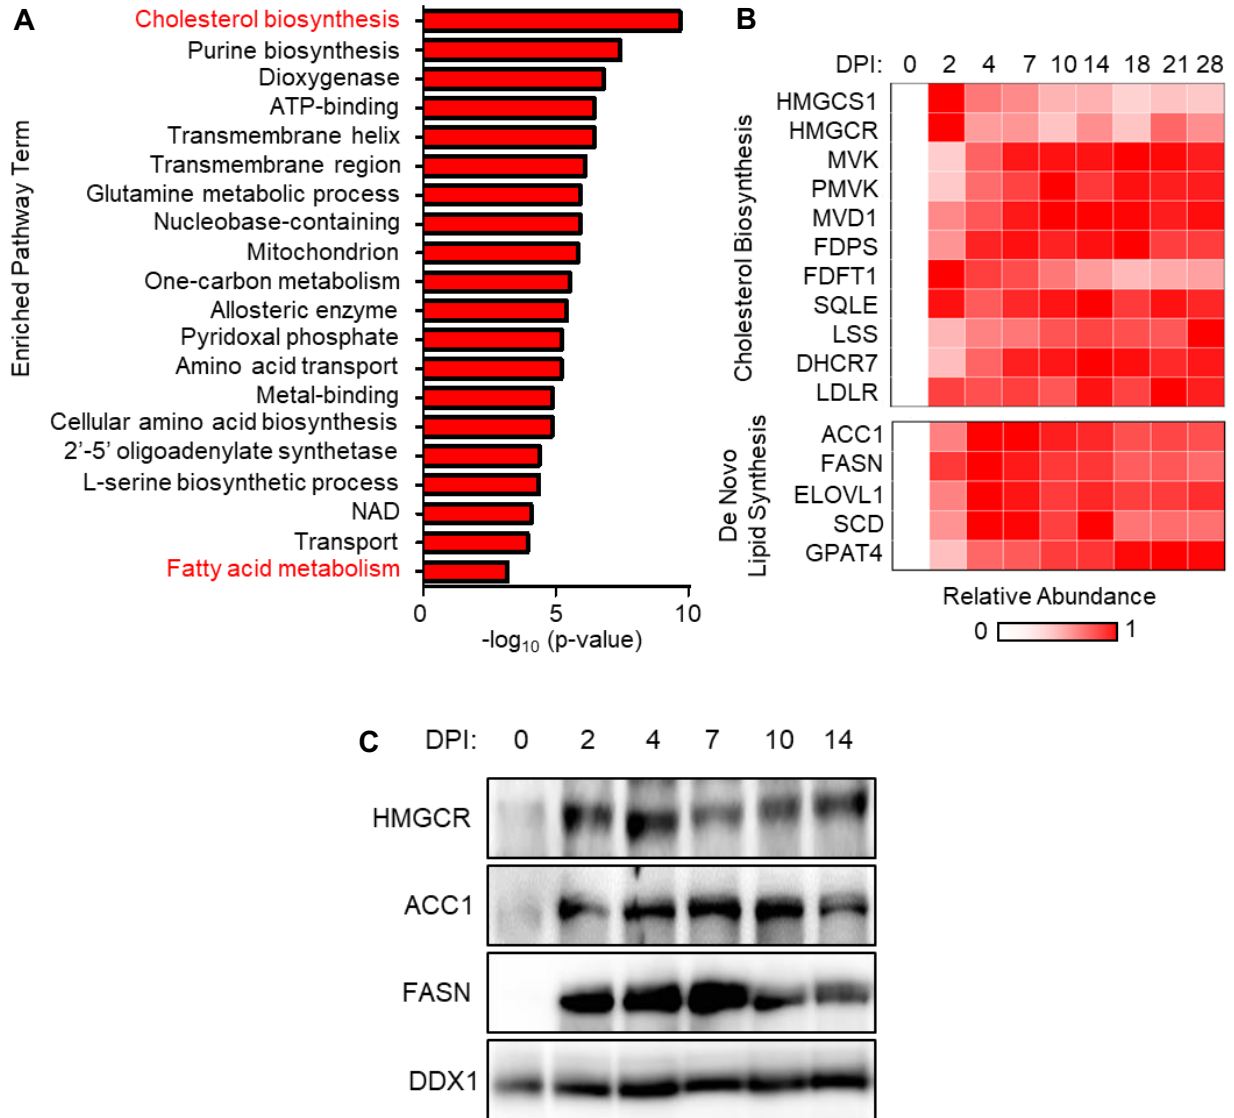 A
Enriched Pathway Term
Cholesterol biosynthesis
Purine biosynthesis
Dioxygenase
ATP-binding
Transmembrane helix
Transmembrane region
Glutamine metabolic process
Nucleobase-containing
Mitochondrion
One-carbon metabolism
Allosteric enzyme
Pyridoxal phosphate
Amino acid transport
Metal-binding
Cellular amino acid biosynthesis
2’-5’ oligoadenylate synthetase
L-serine biosynthetic process
NAD
Transport
Fatty acid metabolism
0 5 10
-log₁₀ (p-value)
B
DPI: 0 2 4 7 10 14 18 21 28
Cholesterol Biosynthesis
HMGCS1
HMGCR
MVK
PMVK
MVD1
FDPS
FDFT1
SQLE
LSS
DHCR7
LDLR
De Novo
Lipid Synthesis
ACC1
FASN
ELOVL1
SCD
GPAT4
Relative Abundance
0 1
C
DPI: 0 2 4 7 10 14
HMGCR
ACC1
FASN
DDX1